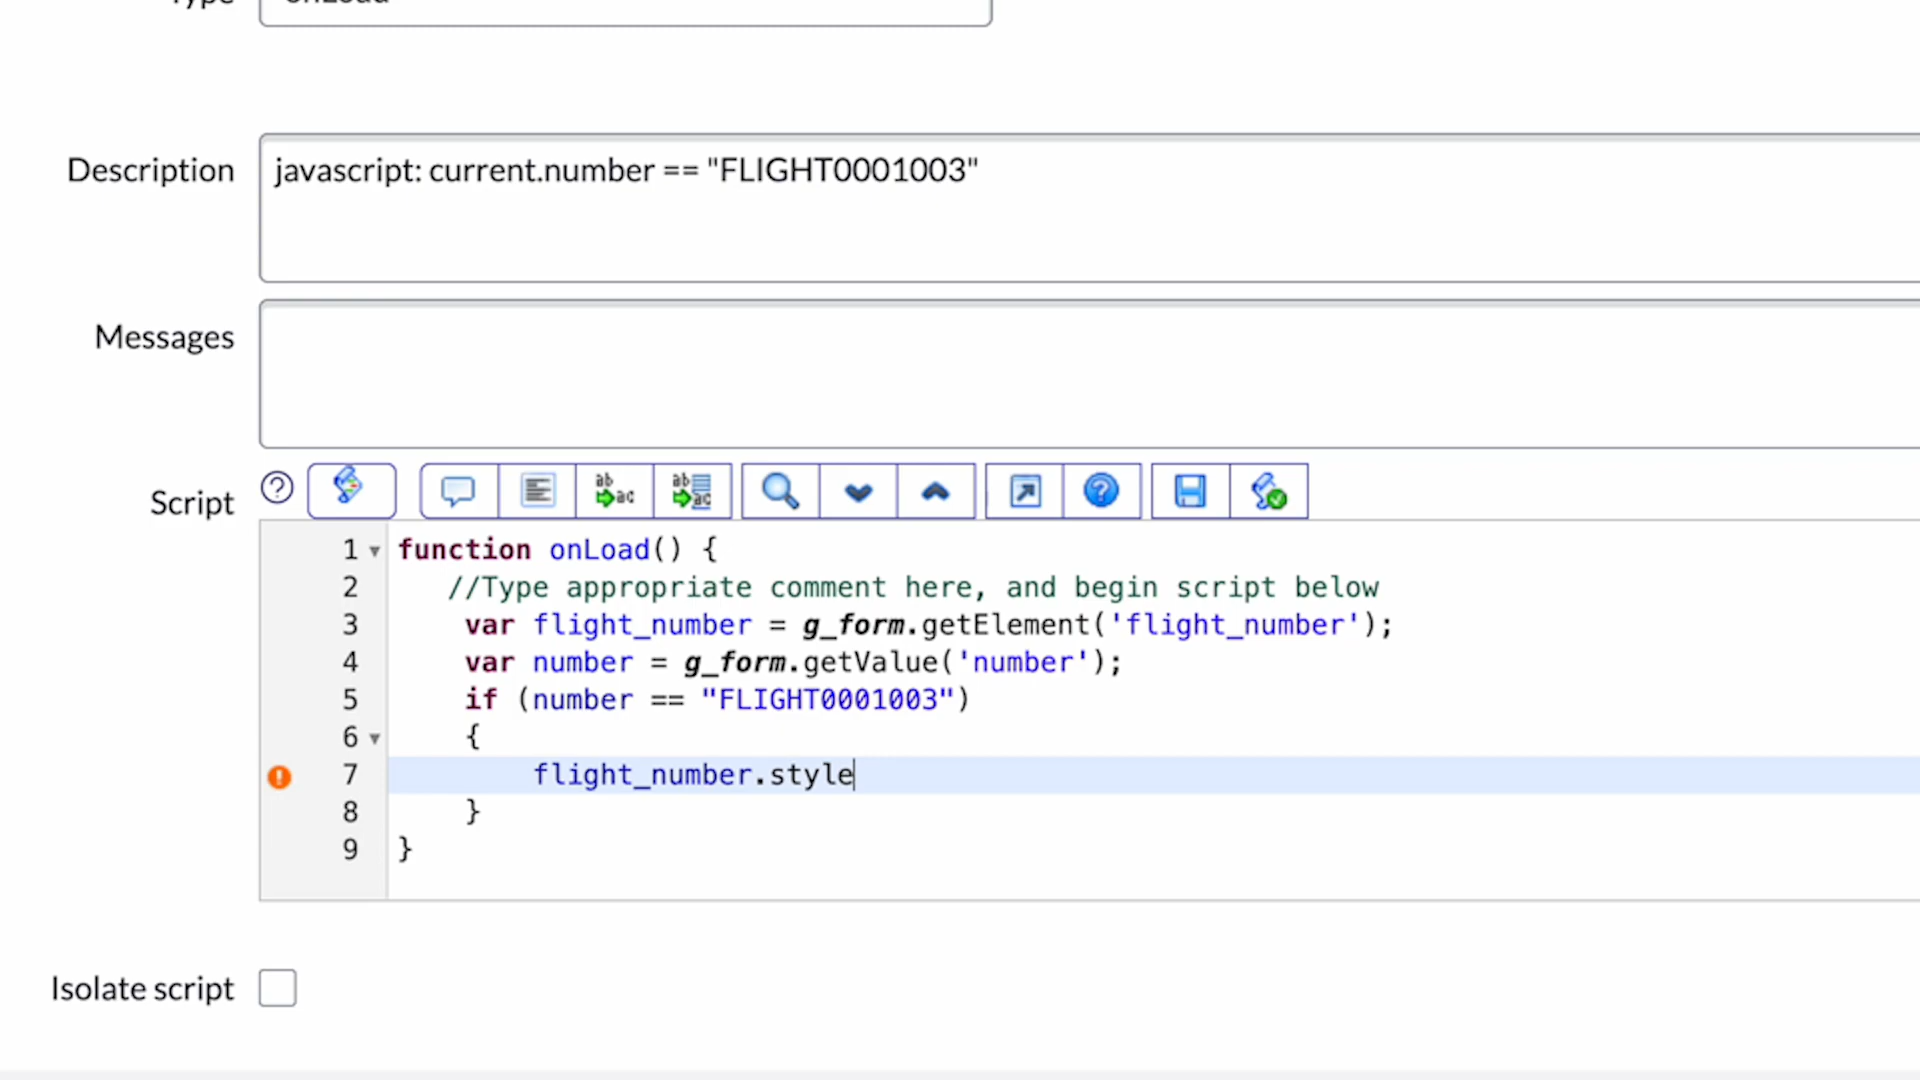 Type onLoad
Description javascript: current.number == "FLIGHT0001003"
Messages
Script
1 function onLoad() {
2 //Type appropriate comment here, and begin script below
3 var flight_number = g_form.getElement('flight_number');
4 var number = g_form.getValue('number');
5 if (number == "FLIGHT0001003")
6 {
7 flight_number.style
8 }
9 }
Isolate script